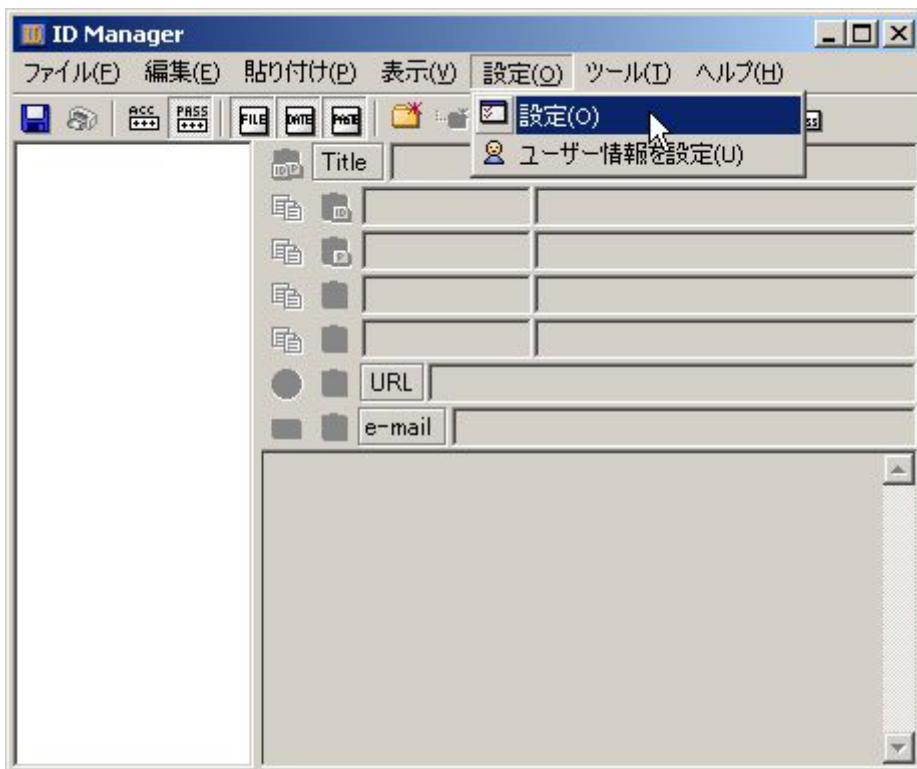 ID Manager
ファイル(F) 編集(E) 貼り付け(P) 表示(V) 設定(O) ツール(T) ヘルプ(H)
ACC PASS FILE DATE PASTE
設定(O)
ユーザー情報を設定(U)
Title
ID
P
URL
e-mail